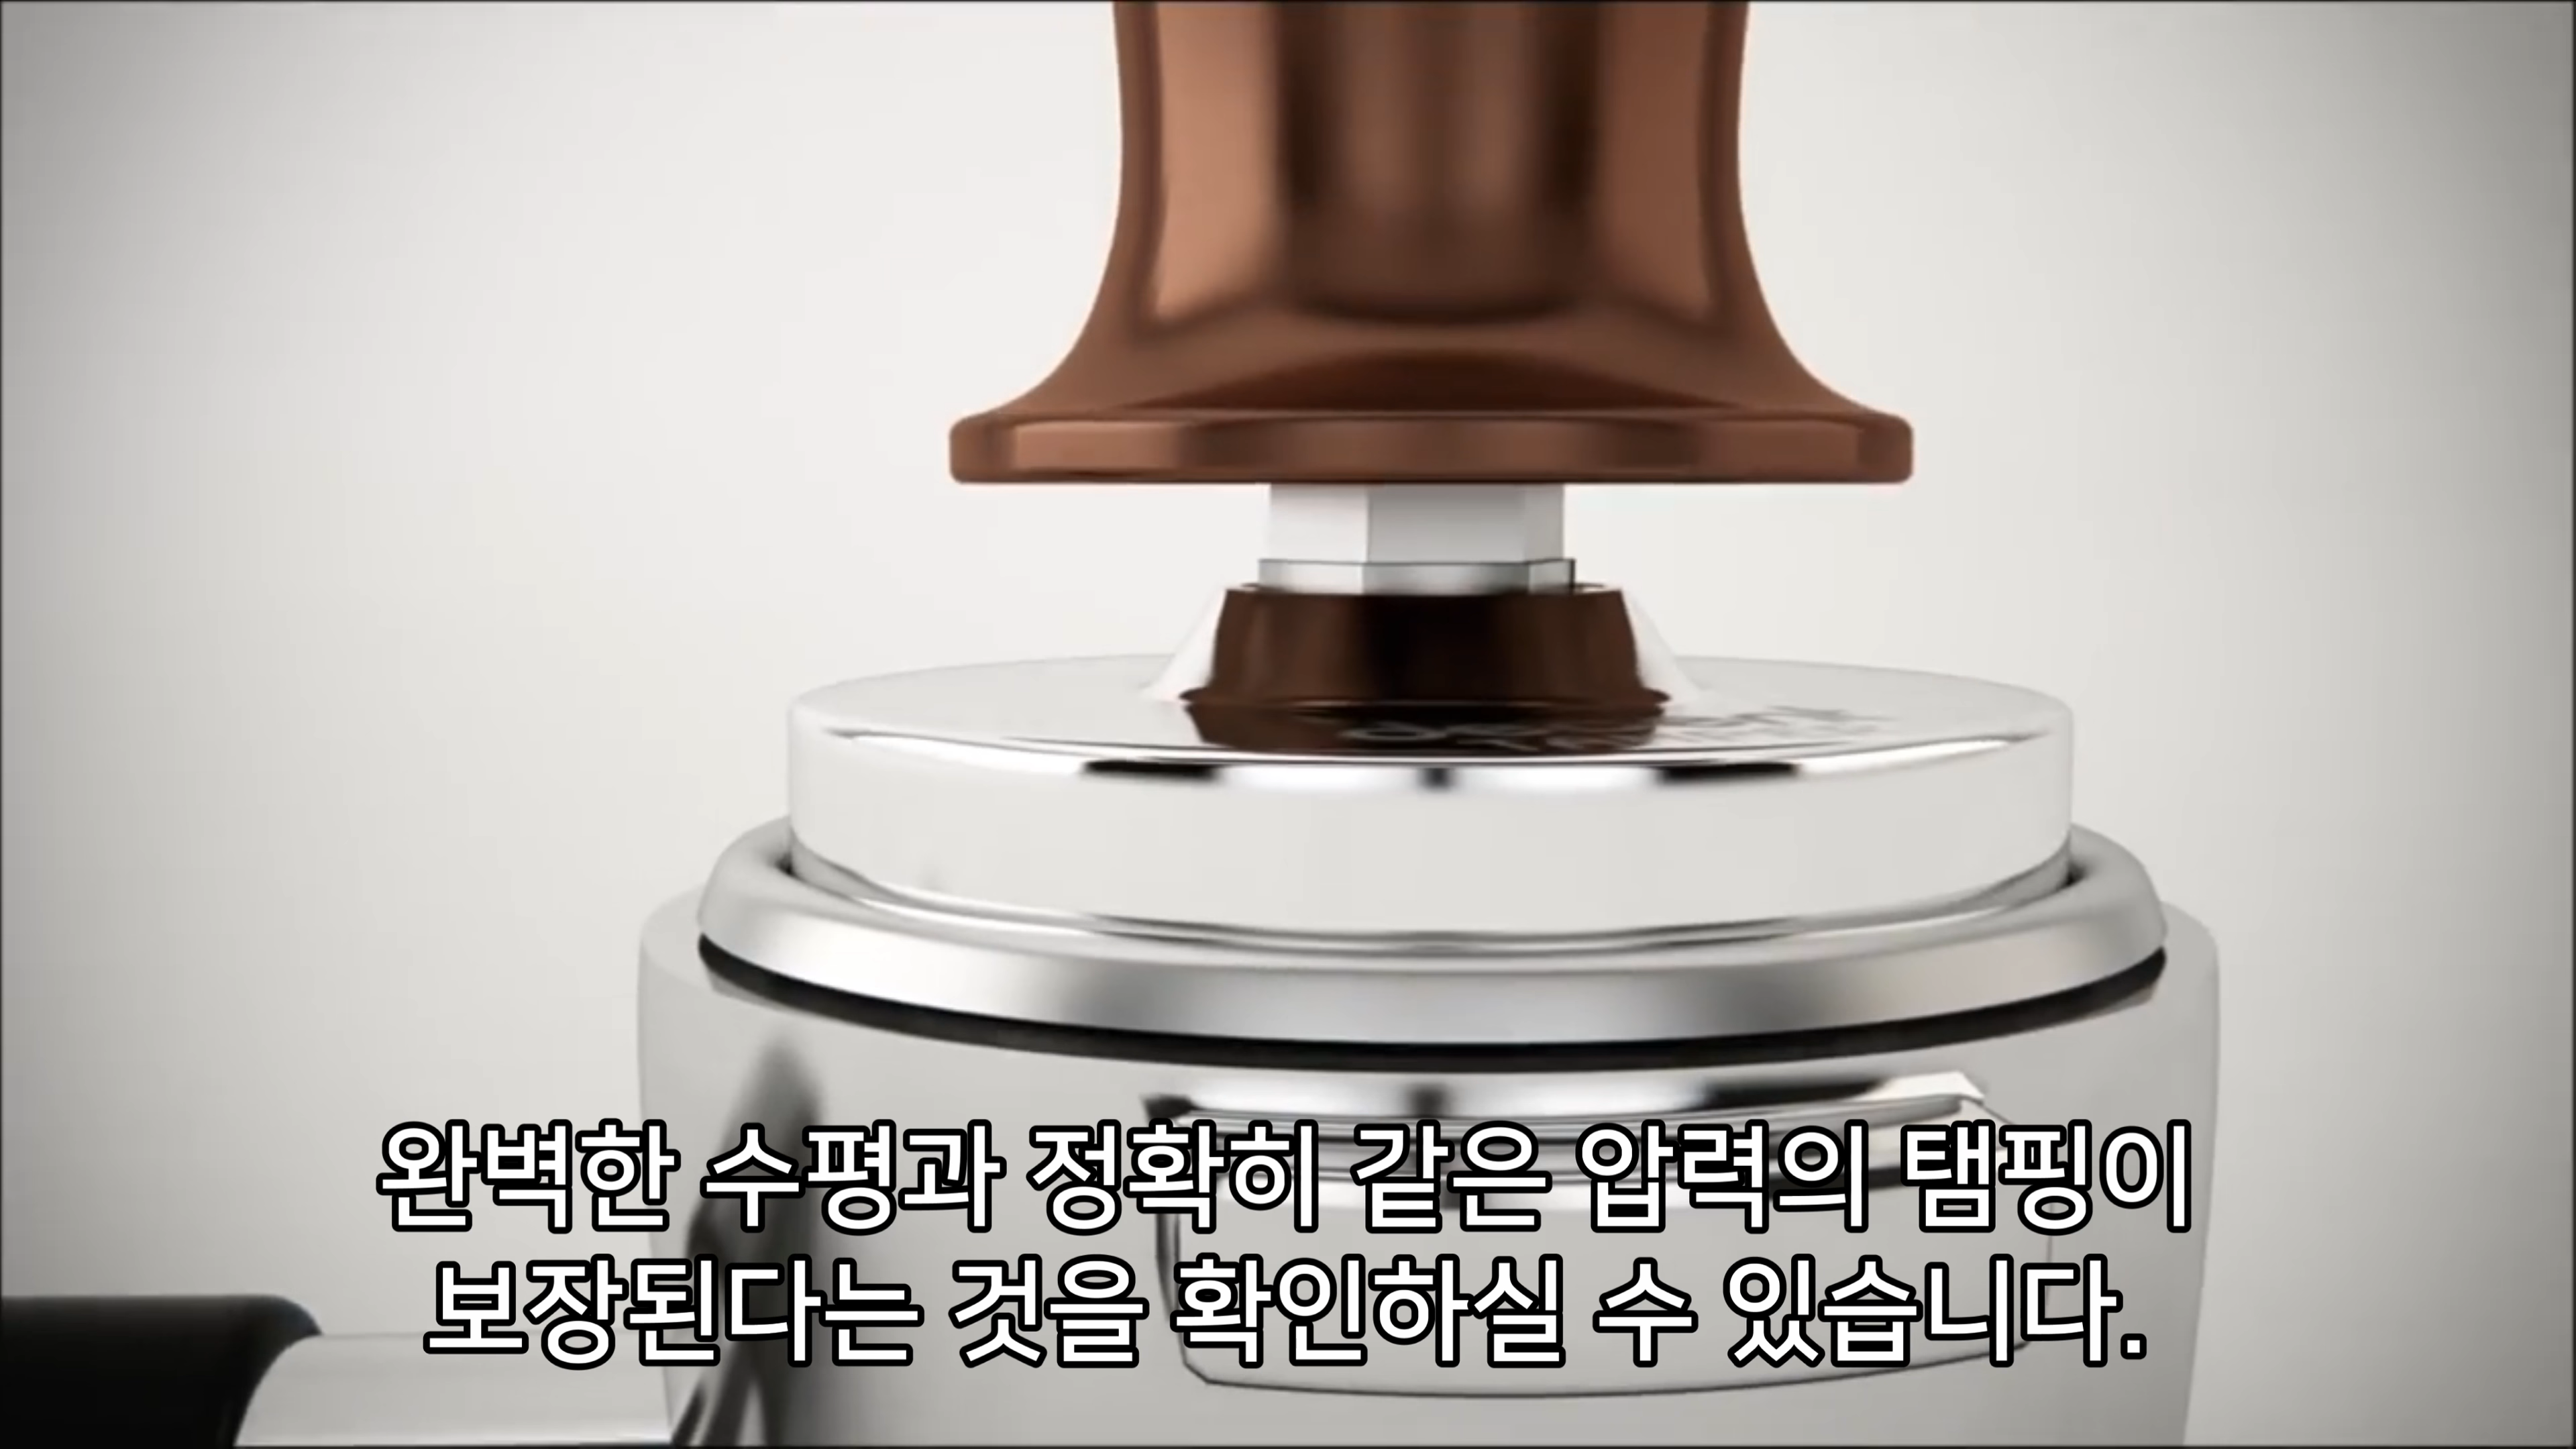 완벽한 수평과 정확히 같은 압력의 탬핑이
보장된다는 것을 확인하실 수 있습니다.